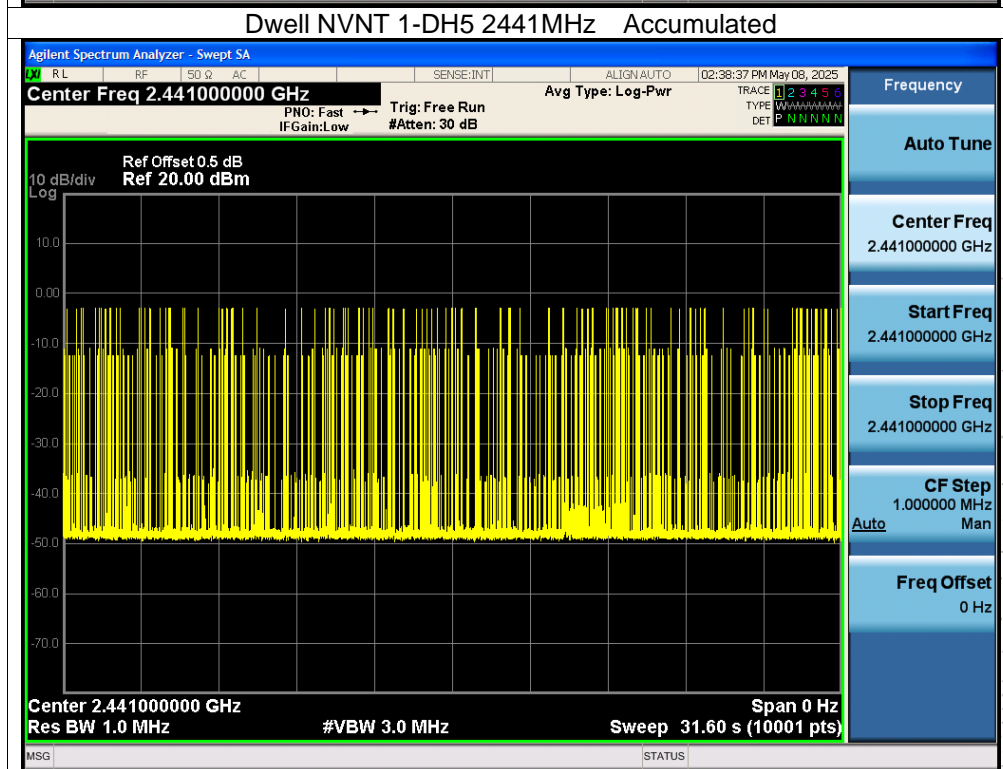 Dwell NVNT 1-DH5 2441MHz Accumulated
Agilent Spectrum Analyzer - Swept SA
LXI RL RF 50 Ω AC SENSE:INT ALIGN AUTO 02:38:37 PM May 08, 2025
Center Freq 2.441000000 GHz
PNO: Fast
IFGain:Low
Trig: Free Run
#Atten: 30 dB
Avg Type: Log-Pwr
TRACE 1 2 3 4 5 6
TYPE WWWWWW
DET P N N N N N
Frequency
Auto Tune
Center Freq
2.441000000 GHz
Start Freq
2.441000000 GHz
Stop Freq
2.441000000 GHz
CF Step
1.000000 MHz
Auto Man
Freq Offset
0 Hz
Ref Offset 0.5 dB
10 dB/div Ref 20.00 dBm
Log
10.0
0.00
-10.0
-20.0
-30.0
-40.0
-50.0
-60.0
-70.0
Center 2.441000000 GHz Span 0 Hz
Res BW 1.0 MHz #VBW 3.0 MHz Sweep 31.60 s (10001 pts)
MSG STATUS